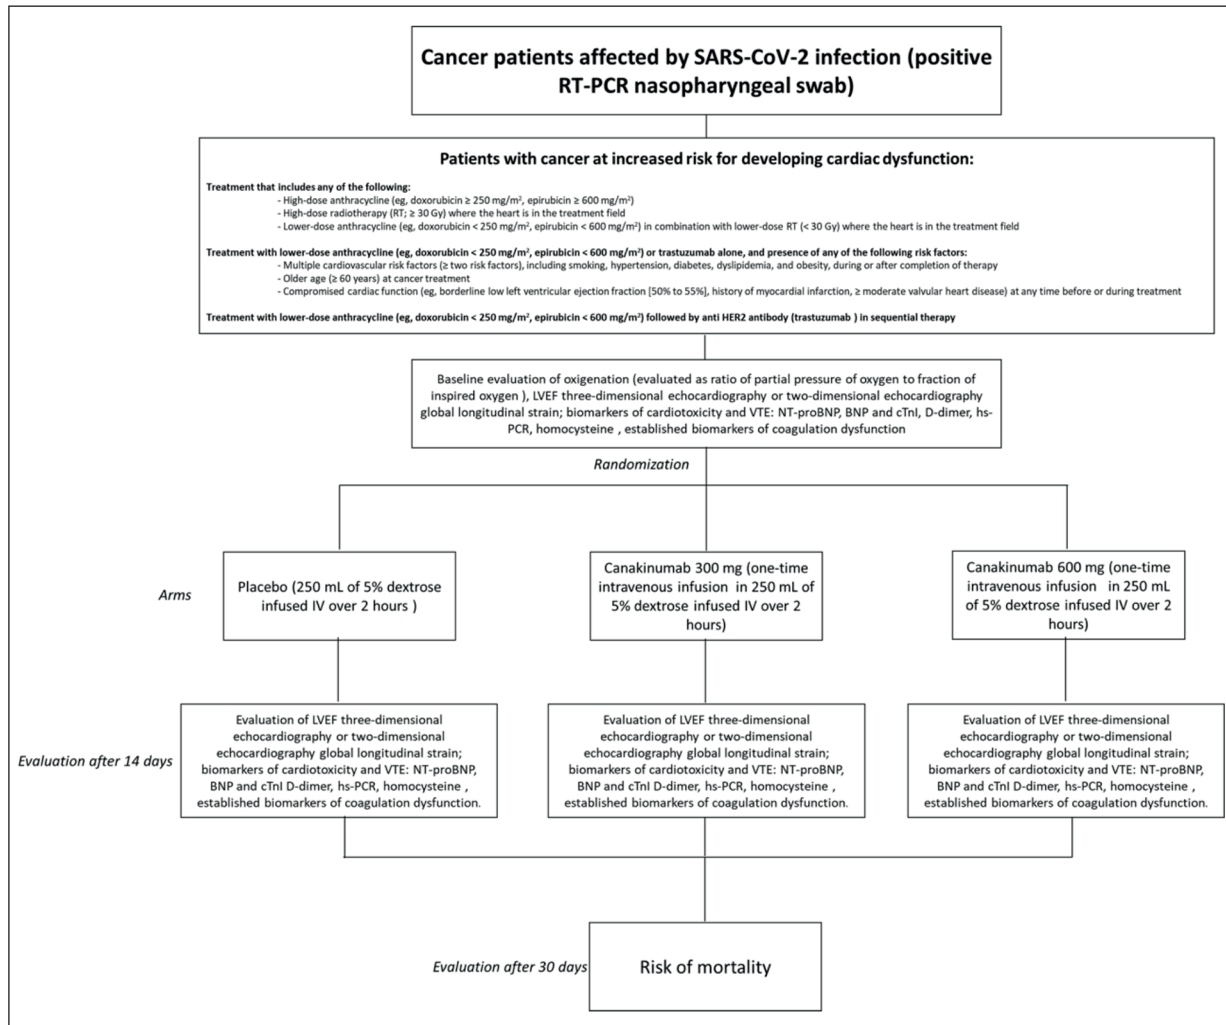 Cancer patients affected by SARS-CoV-2 infection (positive
RT-PCR nasopharyngeal swab)
Patients with cancer at increased risk for developing cardiac dysfunction:
Treatment that includes any of the following:
- High-dose anthracycline (eg, doxorubicin ≥ 250 mg/m², epirubicin ≥ 600 mg/m²)
- High-dose radiotherapy (RT; ≥ 30 Gy) where the heart is in the treatment field
- Lower-dose anthracycline (eg, doxorubicin < 250 mg/m², epirubicin < 600 mg/m²) in combination with lower-dose RT (< 30 Gy) where the heart is in the treatment field
Treatment with lower-dose anthracycline (eg, doxorubicin < 250 mg/m², epirubicin < 600 mg/m²) or trastuzumab alone, and presence of any of the following risk factors:
- Multiple cardiovascular risk factors (≥ two risk factors), including smoking, hypertension, diabetes, dyslipidemia, and obesity, during or after completion of therapy
- Older age (≥ 60 years) at cancer treatment
- Compromised cardiac function (eg, borderline low left ventricular ejection fraction [50% to 55%], history of myocardial infarction, ≥ moderate valvular heart disease) at any time before or during treatment
Treatment with lower-dose anthracycline (eg, doxorubicin < 250 mg/m², epirubicin < 600 mg/m²) followed by anti HER2 antibody (trastuzumab ) in sequential therapy
Baseline evaluation of oxigenation (evaluated as ratio of partial pressure of oxygen to fraction of
inspired oxygen ), LVEF three-dimensional echocardiography or two-dimensional echocardiography
global longitudinal strain; biomarkers of cardiotoxicity and VTE: NT-proBNP, BNP and cTnI, D-dimer, hs-
PCR, homocysteine , established biomarkers of coagulation dysfunction
Randomization
Arms
Placebo (250 mL of 5% dextrose
infused IV over 2 hours )
Canakinumab 300 mg (one-time
intravenous infusion in 250 mL of
5% dextrose infused IV over 2
hours)
Canakinumab 600 mg (one-time
intravenous infusion in 250 mL
of 5% dextrose infused IV over 2
hours)
Evaluation after 14 days
Evaluation of LVEF three-dimensional
echocardiography or two-dimensional
echocardiography global longitudinal strain;
biomarkers of cardiotoxicity and VTE: NT-proBNP,
BNP and cTnI D-dimer, hs-PCR, homocysteine ,
established biomarkers of coagulation dysfunction.
Evaluation of LVEF three-dimensional
echocardiography or two-dimensional
echocardiography global longitudinal strain;
biomarkers of cardiotoxicity and VTE: NT-proBNP,
BNP and cTnI D-dimer, hs-PCR, homocysteine ,
established biomarkers of coagulation dysfunction.
Evaluation of LVEF three-dimensional
echocardiography or two-dimensional
echocardiography global longitudinal strain;
biomarkers of cardiotoxicity and VTE: NT-proBNP,
BNP and cTnI D-dimer, hs-PCR, homocysteine ,
established biomarkers of coagulation dysfunction.
Evaluation after 30 days
Risk of mortality